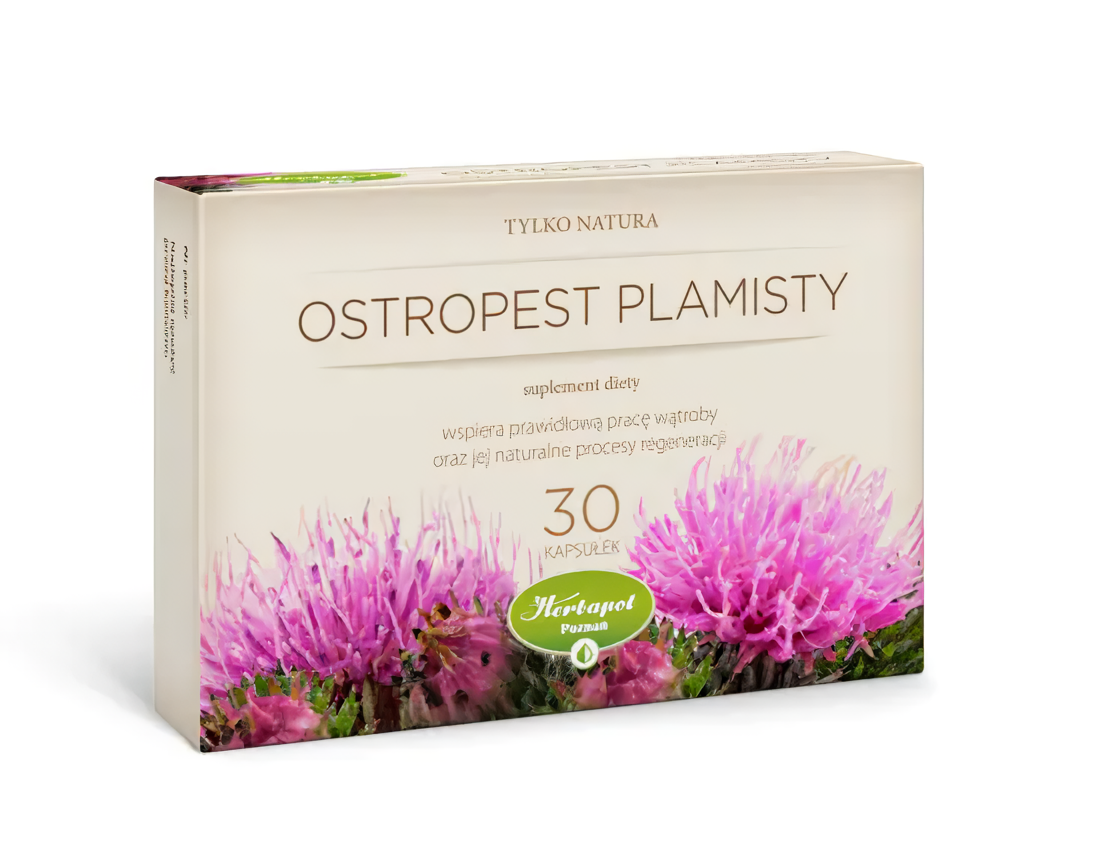 TYLKO NATURA
OSTROPEST PLAMISTY
suplement diety
wspiera prawidłową pracę wątroby
oraz jej naturalne procesy regeneracji
30
KAPSUŁEK
Herbapol
Poznań